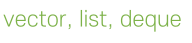 vector, list, deque